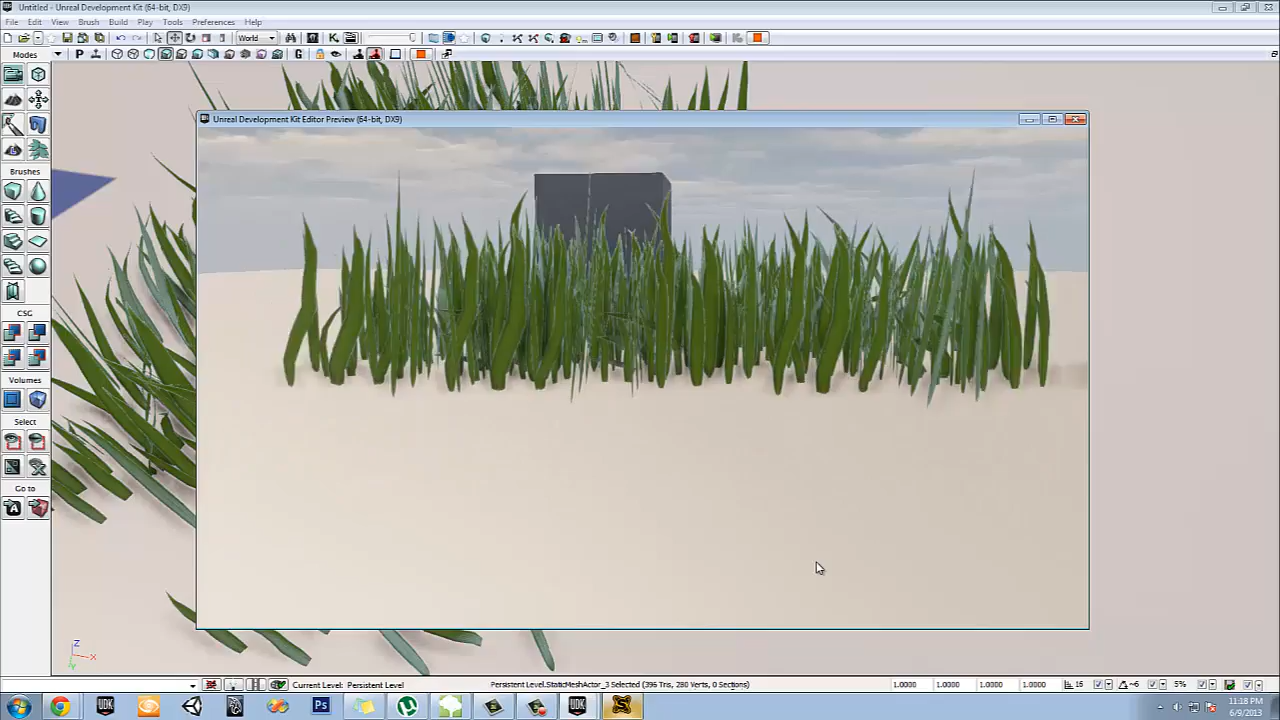 Untitled - Unreal Development Kit (64-bit, DX9)
File Edit View Brush Build Play Tools Preferences Help
World
Modes
P
G
Unreal Development Kit Editor Preview (64-bit, DX9)
Brushes
CSG
Volumes
Select
Go to
Z
X
Y
Current Level: Persistent Level
Persistent Level.StaticMeshActor_3 Selected (396 Tris, 280 Verts, 0 Sections)
1.0000 1.0000 1.0000 1.0000 16 5%
Ps
11:18 PM
6/9/2013